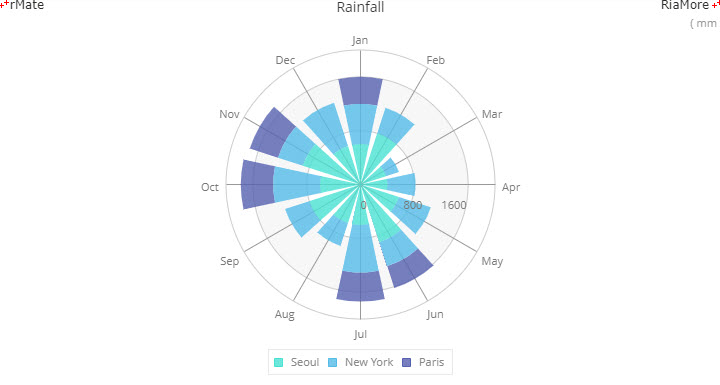 rMate
Rainfall
RiaMore
( mm
Jan
Feb
Mar
Apr
May
Jun
Jul
Aug
Sep
Oct
Nov
Dec
0 800 1600
Seoul New York Paris